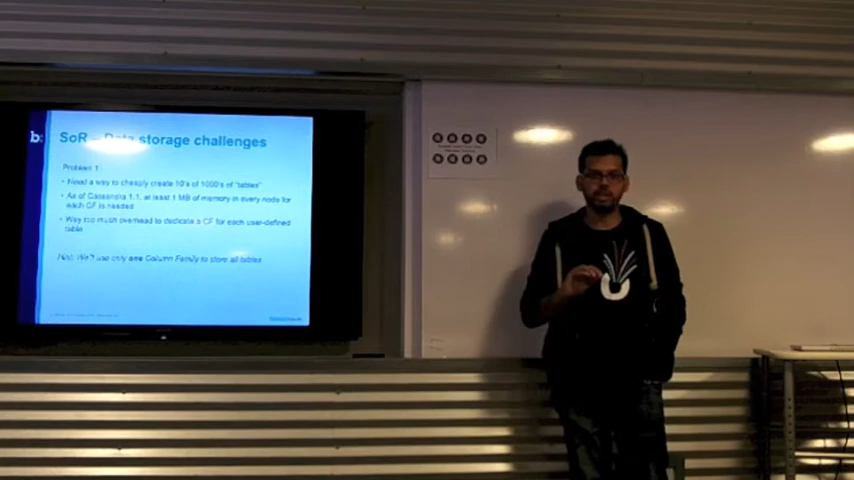 b:
SoR – Data storage challenges
Problem 1:
• Need a way to cheaply create 10's of 1000's of "tables"
• As of Cassandra 1.1, at least 1 MB of memory in every node for
each CF is needed
• Way too much overhead to dedicate a CF for each user-defined
table
We'll use only one Column Family to store all tables